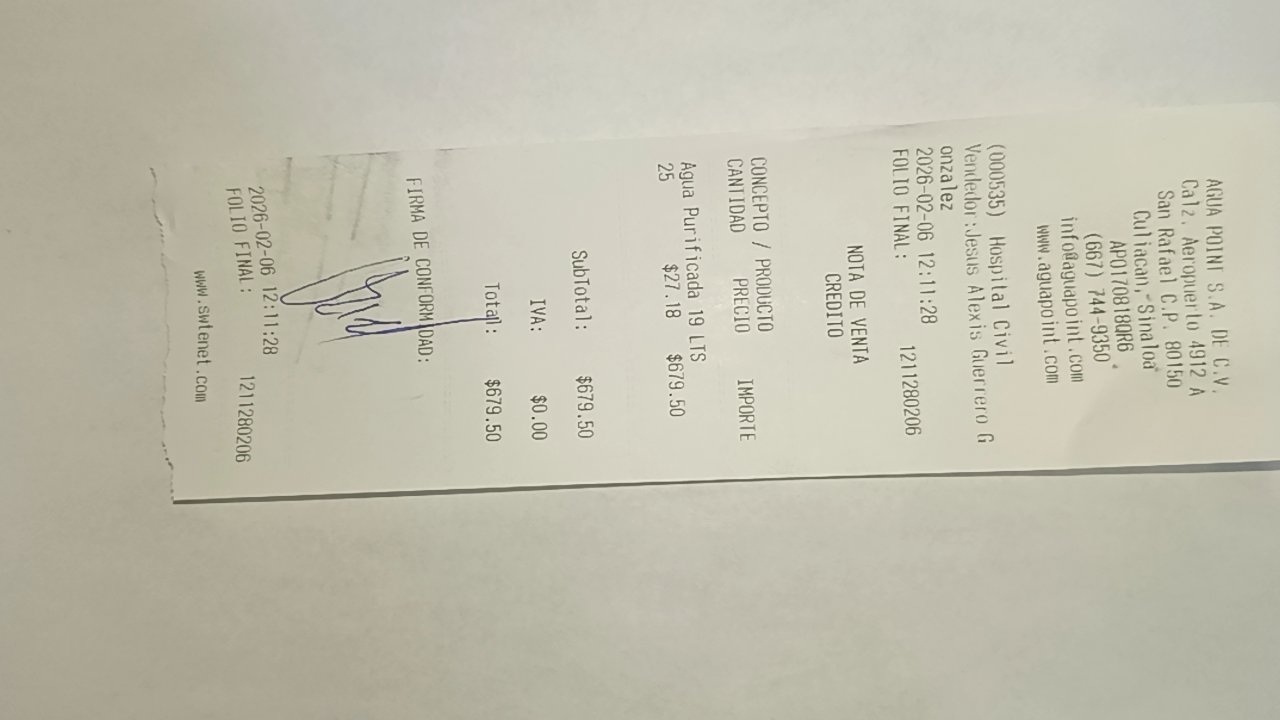 AGUA POINT S.A. DE C.V.
Calz. Aeropuerto 4912 A
San Rafael C.P. 80150
Culiacan,-Sinaloa
APO170818QR6
(667) 744-9350
info@aguapoint.com
www.aguapoint.com
(000535) Hospital Civil
Vendedor:Jesus Alexis Guerrero G
onzalez
2026-02-06 12:11:28
FOLIO FINAL: 1211280206
NOTA DE VENTA
CREDITO
CONCEPTO / PRODUCTO
CANTIDAD PRECIO IMPORTE
Agua Purificada 19 LTS
25 $27.18 $679.50
SubTotal: $679.50
IVA: $0.00
Total: $679.50
FIRMA DE CONFORMIDAD:
2026-02-06 12:11:28
FOLIO FINAL: 1211280206
www.swtenet.com